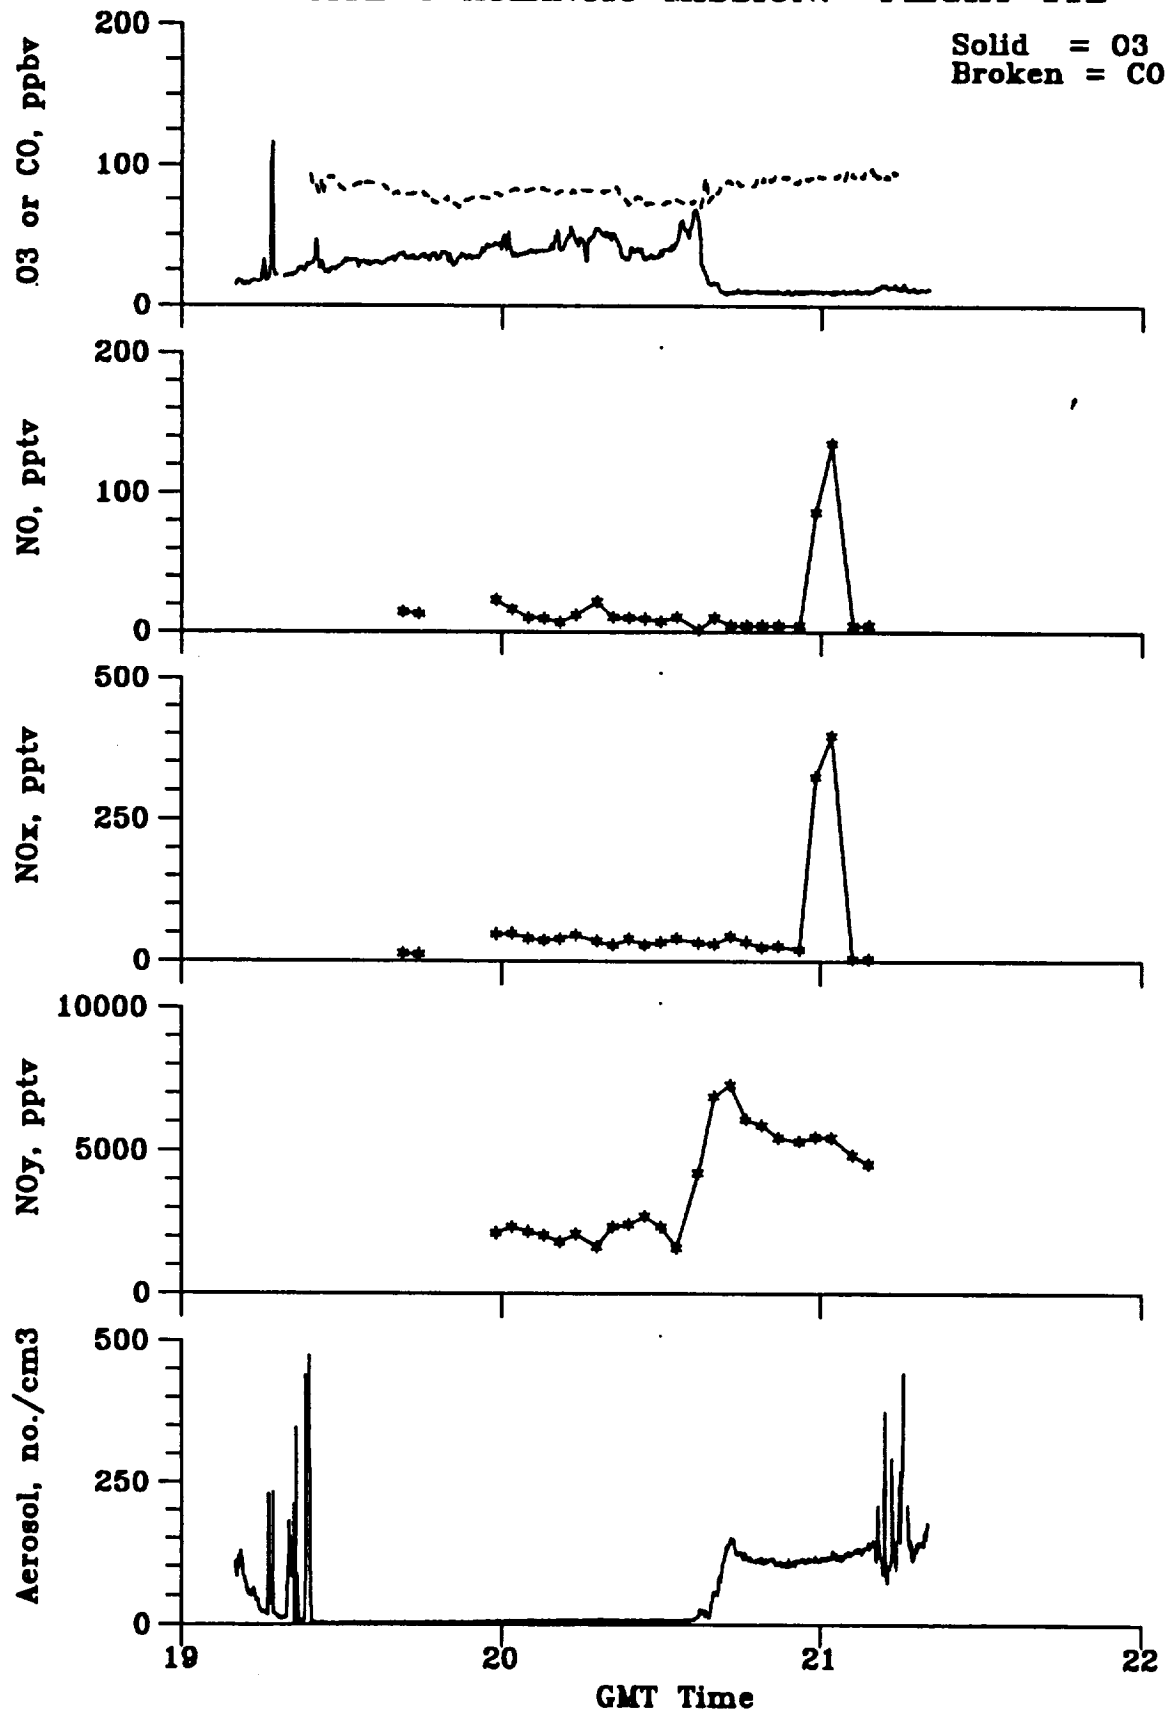 MISSION:
Solid = O3
Broken = CO
O3 or CO, ppbv
200
100
0
NO, pptv
200
100
0
NOx, pptv
500
250
0
NOy, pptv
10000
5000
0
Aerosol, no./cm3
500
250
0
19 20 21 22
GMT Time